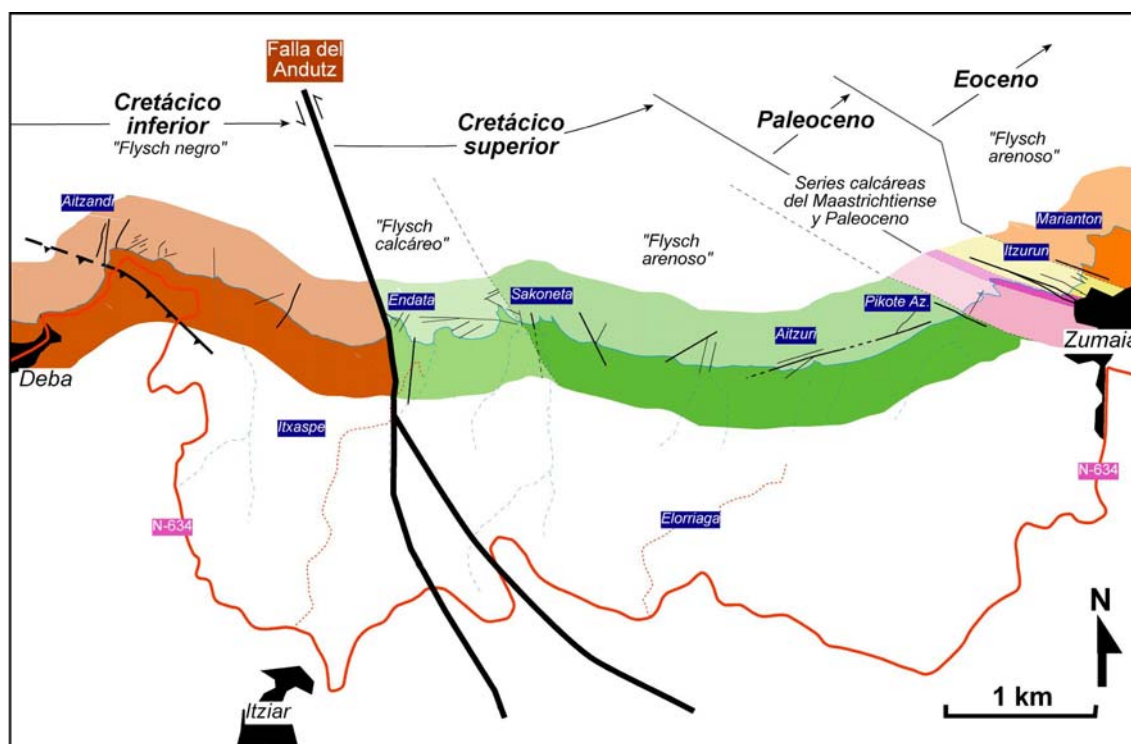 Falla del
Andutz
Cretácico
inferior
"Flysch negro"
Cretácico
superior
Paleoceno
Eoceno
"Flysch
arenoso"
Series calcáreas
del Maastrichtiense
y Paleoceno
Aitzandi
"Flysch
calcáreo"
"Flysch
arenoso"
Marianton
Itzurun
Endata
Sakoneta
Pikote Az.
Aitzuri
Zumaia
Deba
Itxaspe
N-634
Elorriaga
N-634
N
1 km
Itziar